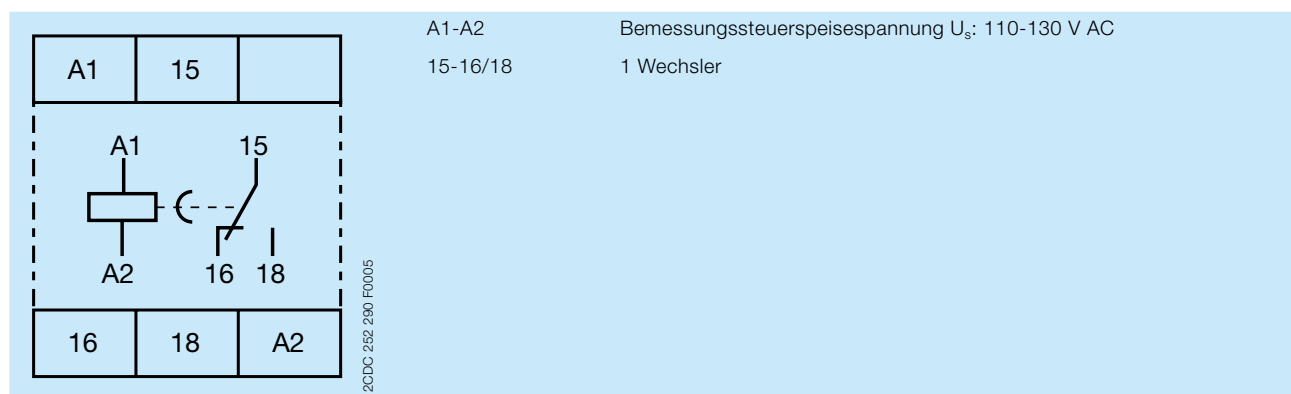 A1 15
A1 15
A2 16 18
16 18 A2
2CDC 252 290 F0005
A1-A2 Bemessungssteuerspeisespannung Us: 110-130 V AC
15-16/18 1 Wechsler